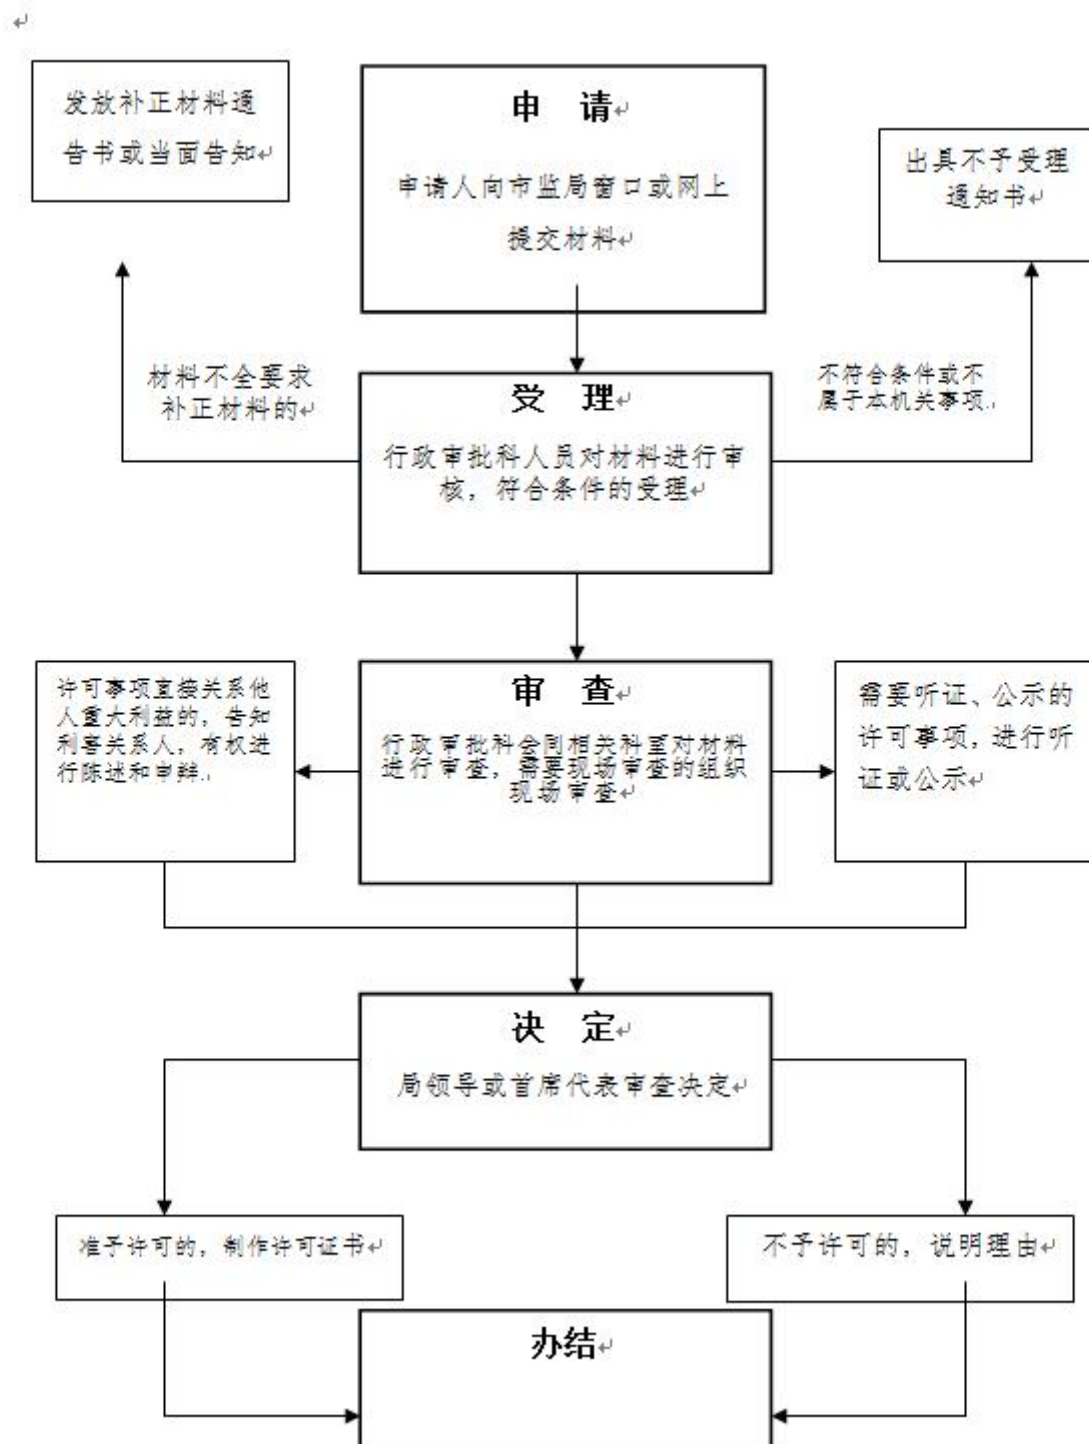 发放补正材料通
告书或当面告知
申 请
申请人向市监局窗口或网上
提交材料
出具不予受理
通知书
材料不全要求
补正材料的
不符合条件或不
属于本机关事项.
受 理
行政审批科人员对材料进行审
核，符合条件的受理
许可事项直接关系他
人重大利益的，告知
利害关系人，有权进
行陈述和申辩.
审 查
行政审批科会同相关科室对材料
进行审查，需要现场审查的组织
现场审查
需要听证、公示的
许可事项，进行听
证或公示
决 定
局领导或首席代表审查决定
准予许可的，制作许可证书
不予许可的，说明理由
办结